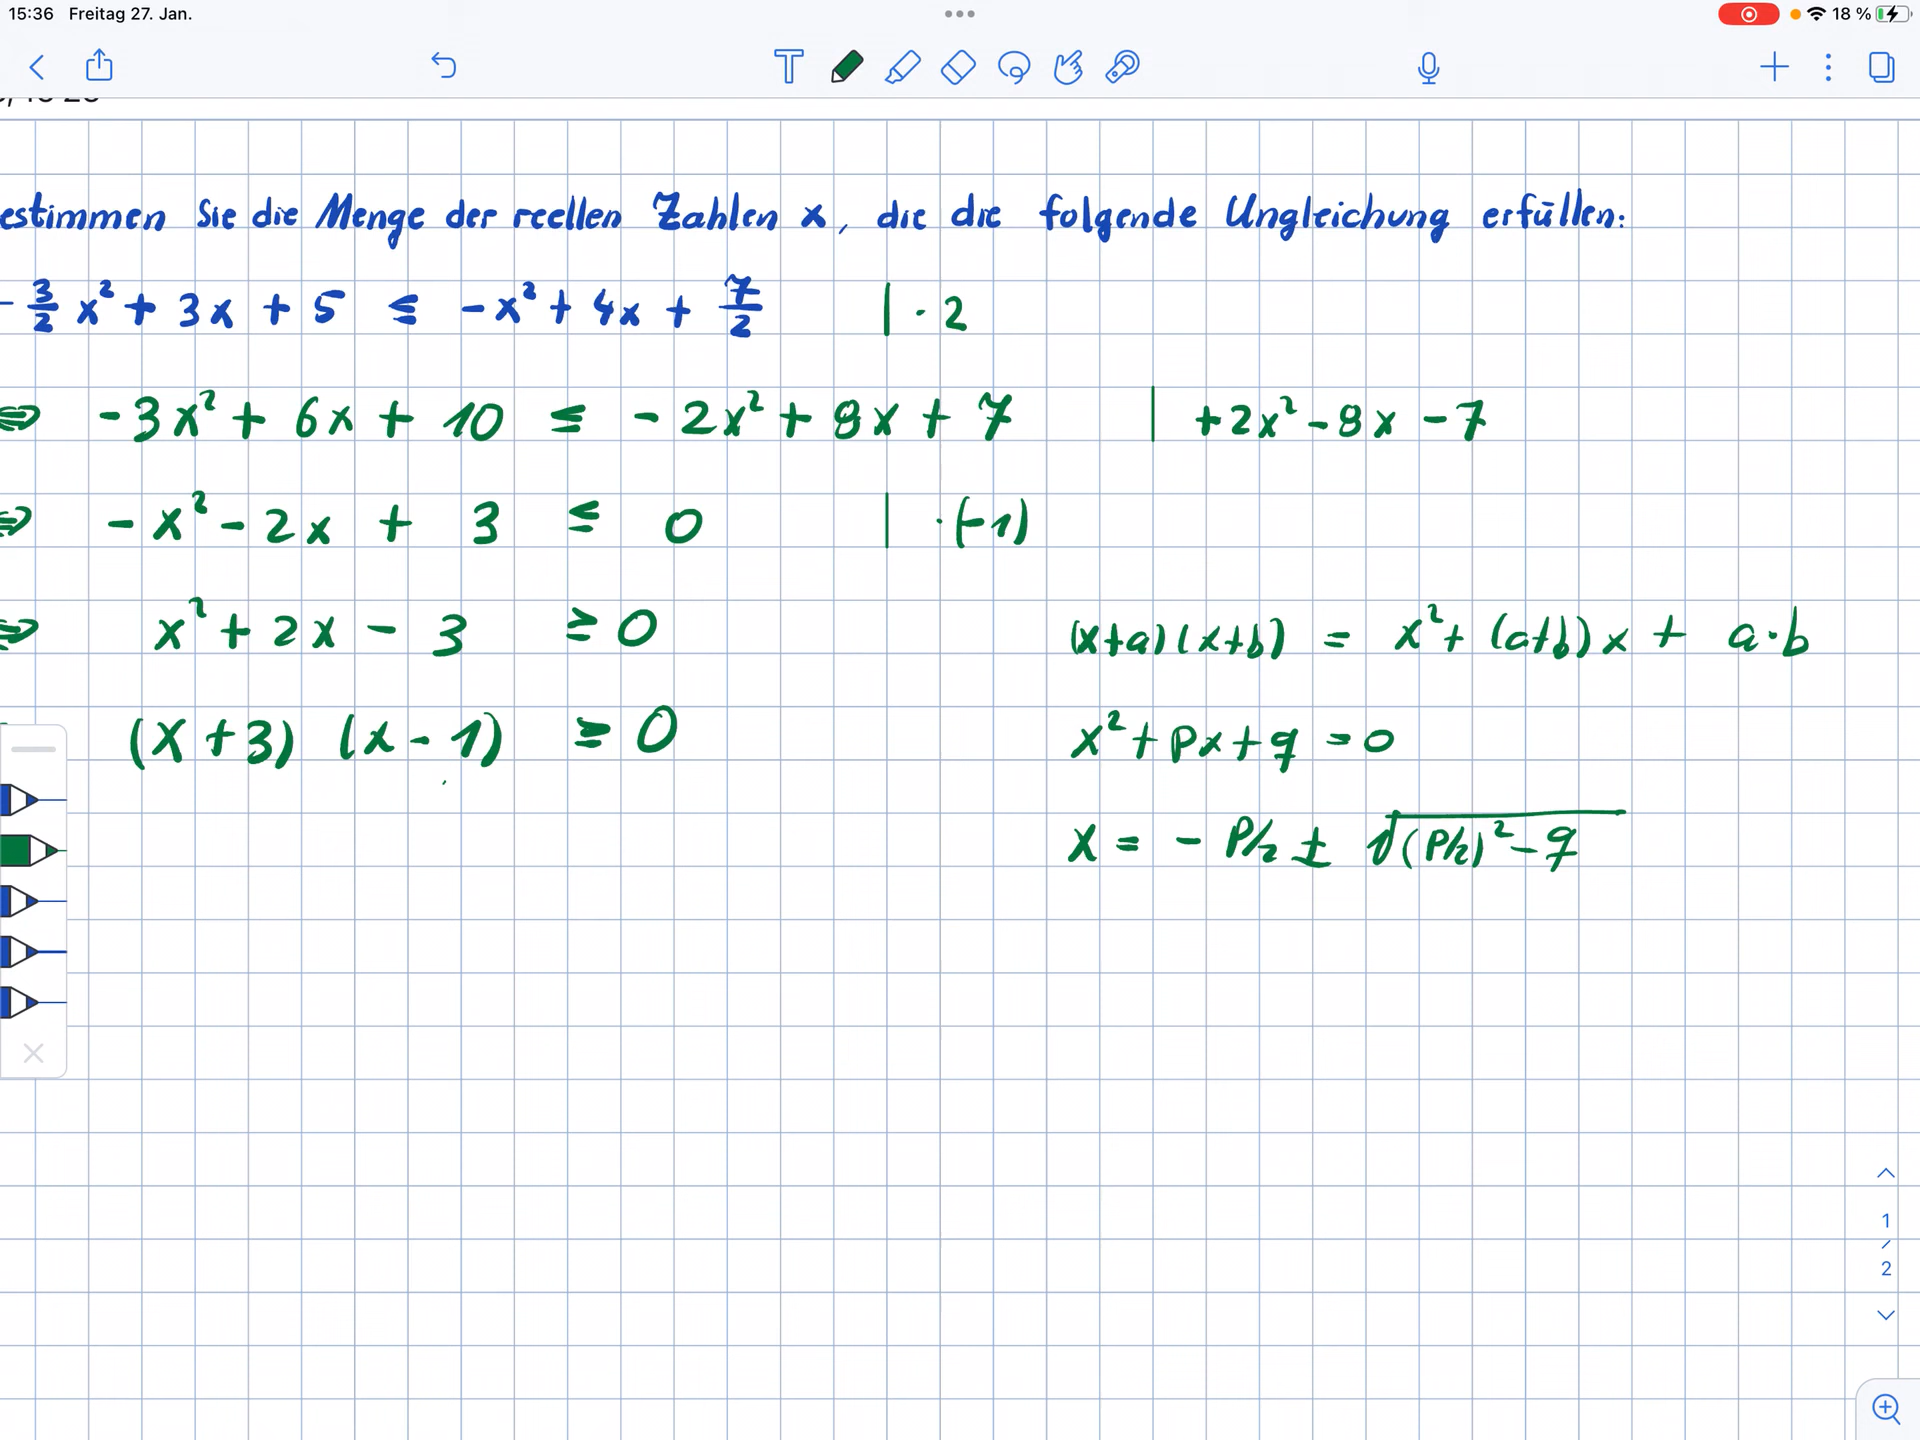 15:36 Freitag 27. Jan. 18 %
T
estimmen Sie die Menge der reellen Zahlen x, die die folgende Ungleichung erfüllen:
- 3/2 x² + 3x + 5 ≤ -x² + 4x + 7/2 | · 2
⇔ -3x² + 6x + 10 ≤ -2x² + 8x + 7 | +2x² - 8x - 7
⇔ -x² - 2x + 3 ≤ 0 | ·(-1)
⇔ x² + 2x - 3 ≥ 0 (x+a)(x+b) = x² + (a+b)x + a·b
(x+3) (x-1) ≥ 0 x² + px + q = 0
x = - p/2 ± √((p/2)² - q)
1
/
2